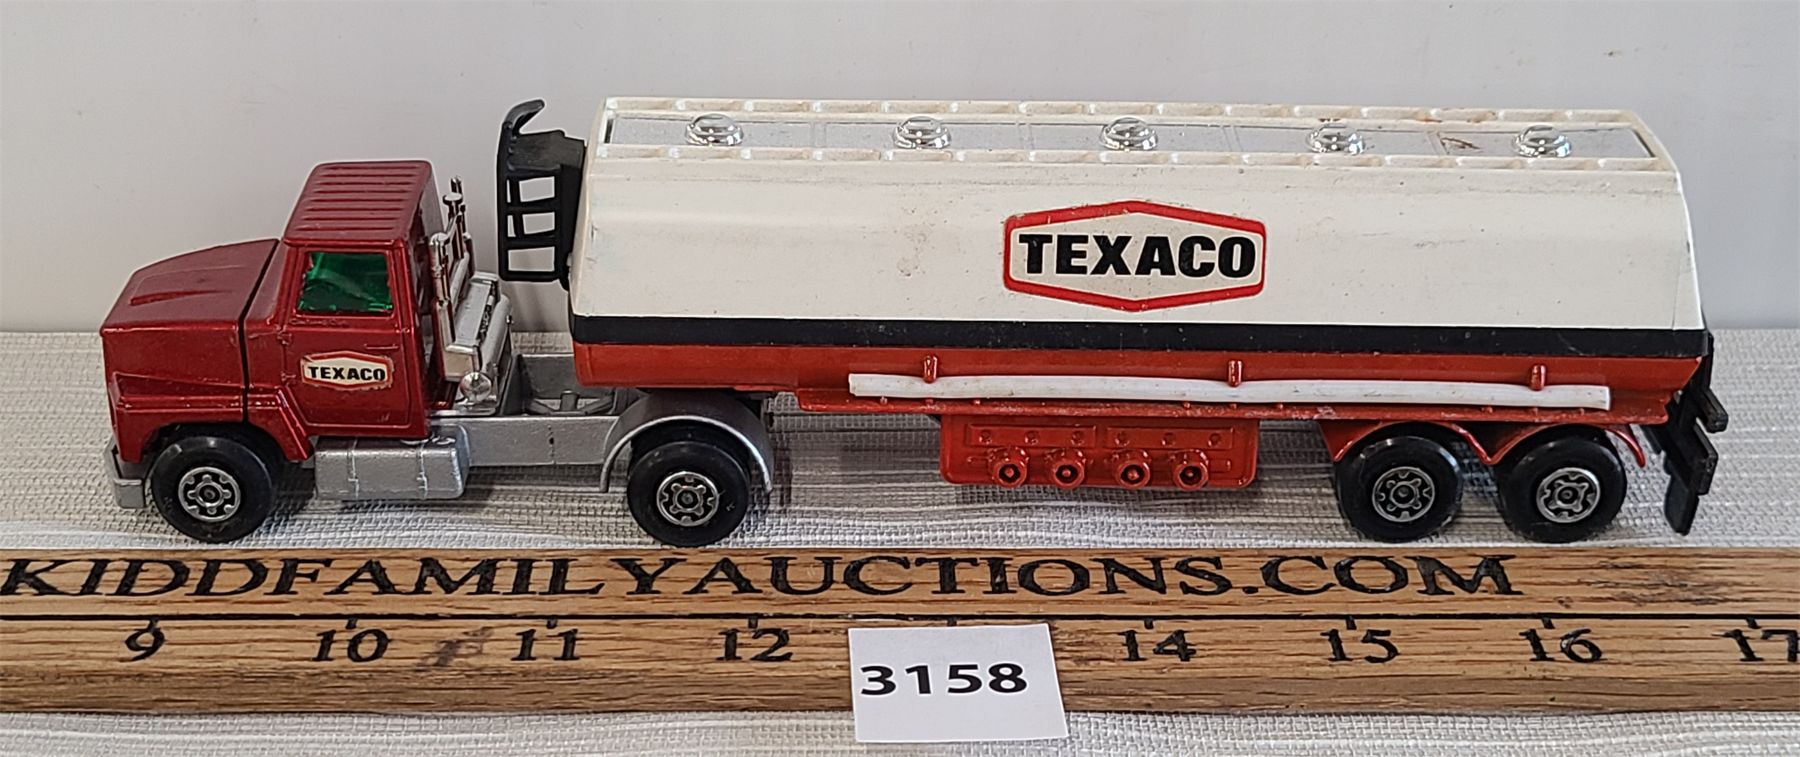 TEXACO
TEXACO
KIDDFAMILYAUCTIONS.COM
9 10 11 12 14 15 16 17
3158